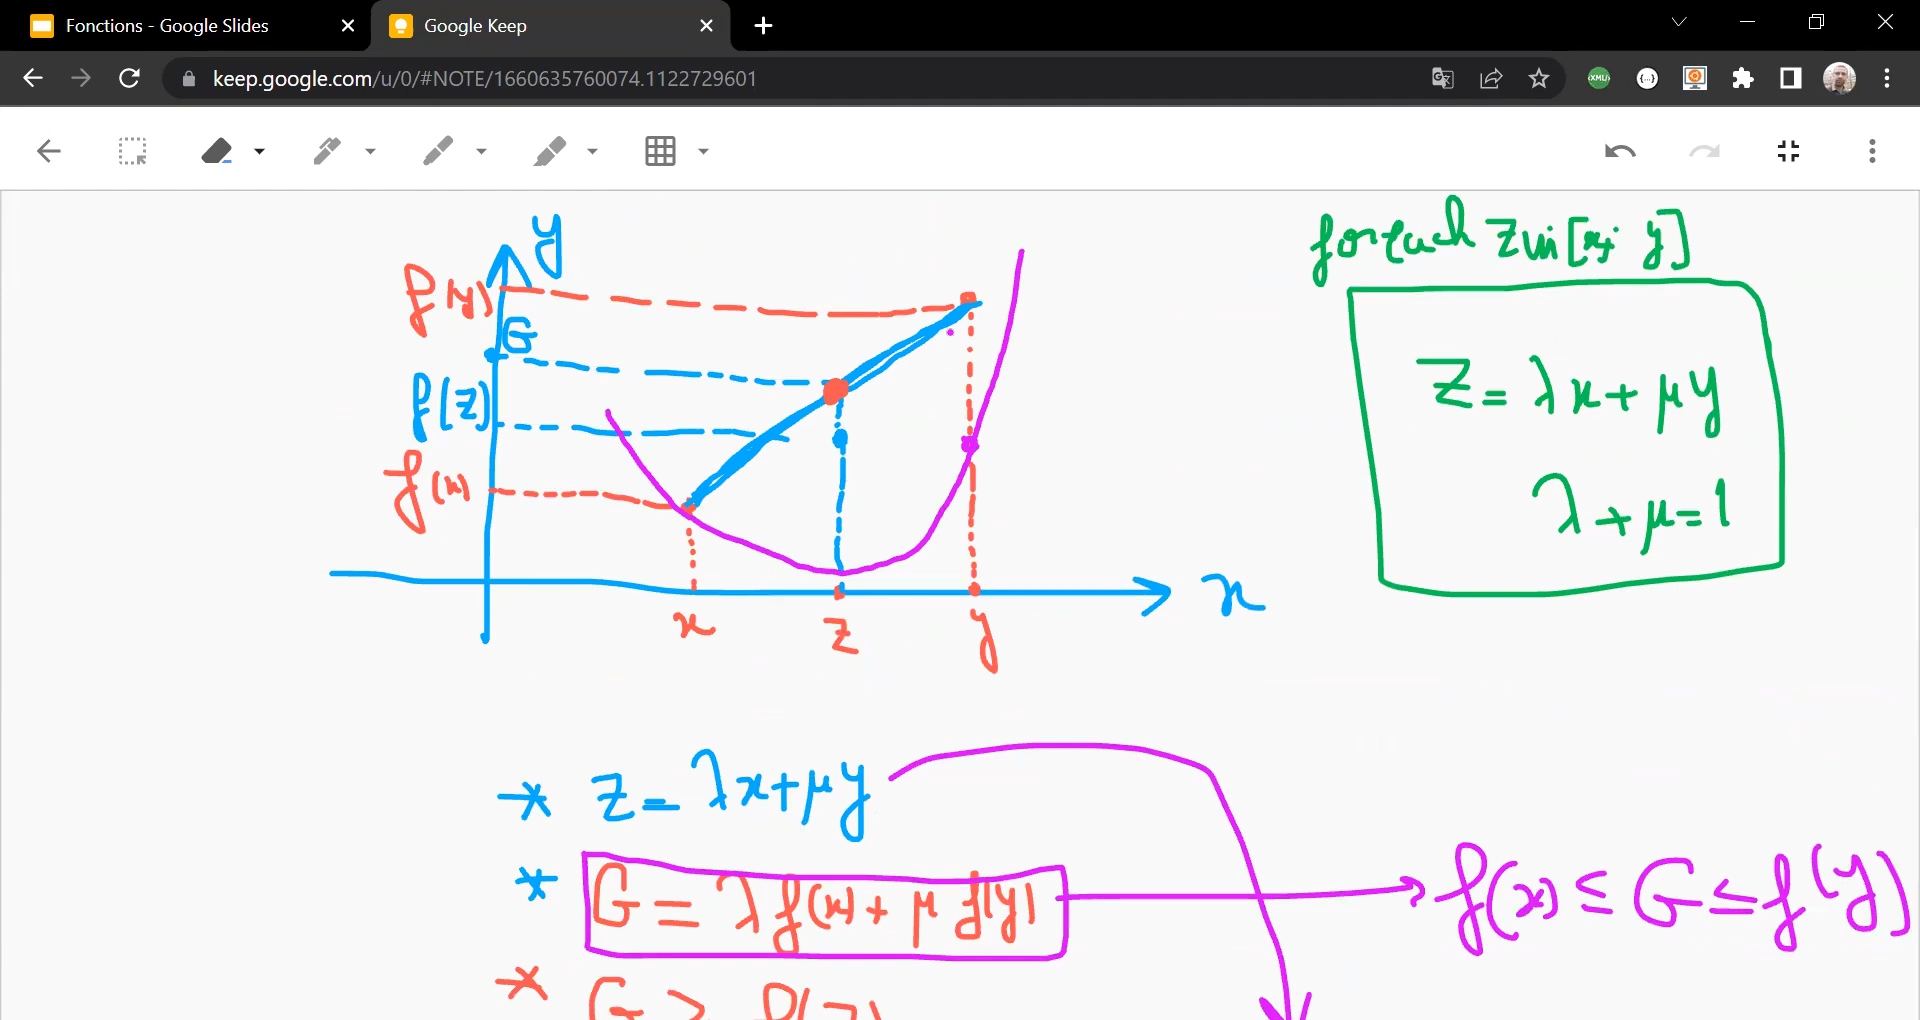 Fonctions - Google Slides
Google Keep
keep.google.com/u/0/#NOTE/1660635760074.1122729601
y
f(y)
G
f(z)
f(x)
x
z
y
x
foreach z in [x; y]
Z = λx + μy
λ + μ = 1
* z = λx + μy
* G = λf(x) + μ f(y)
f(x) ≤ G ≤ f(y)
* G > f(z)